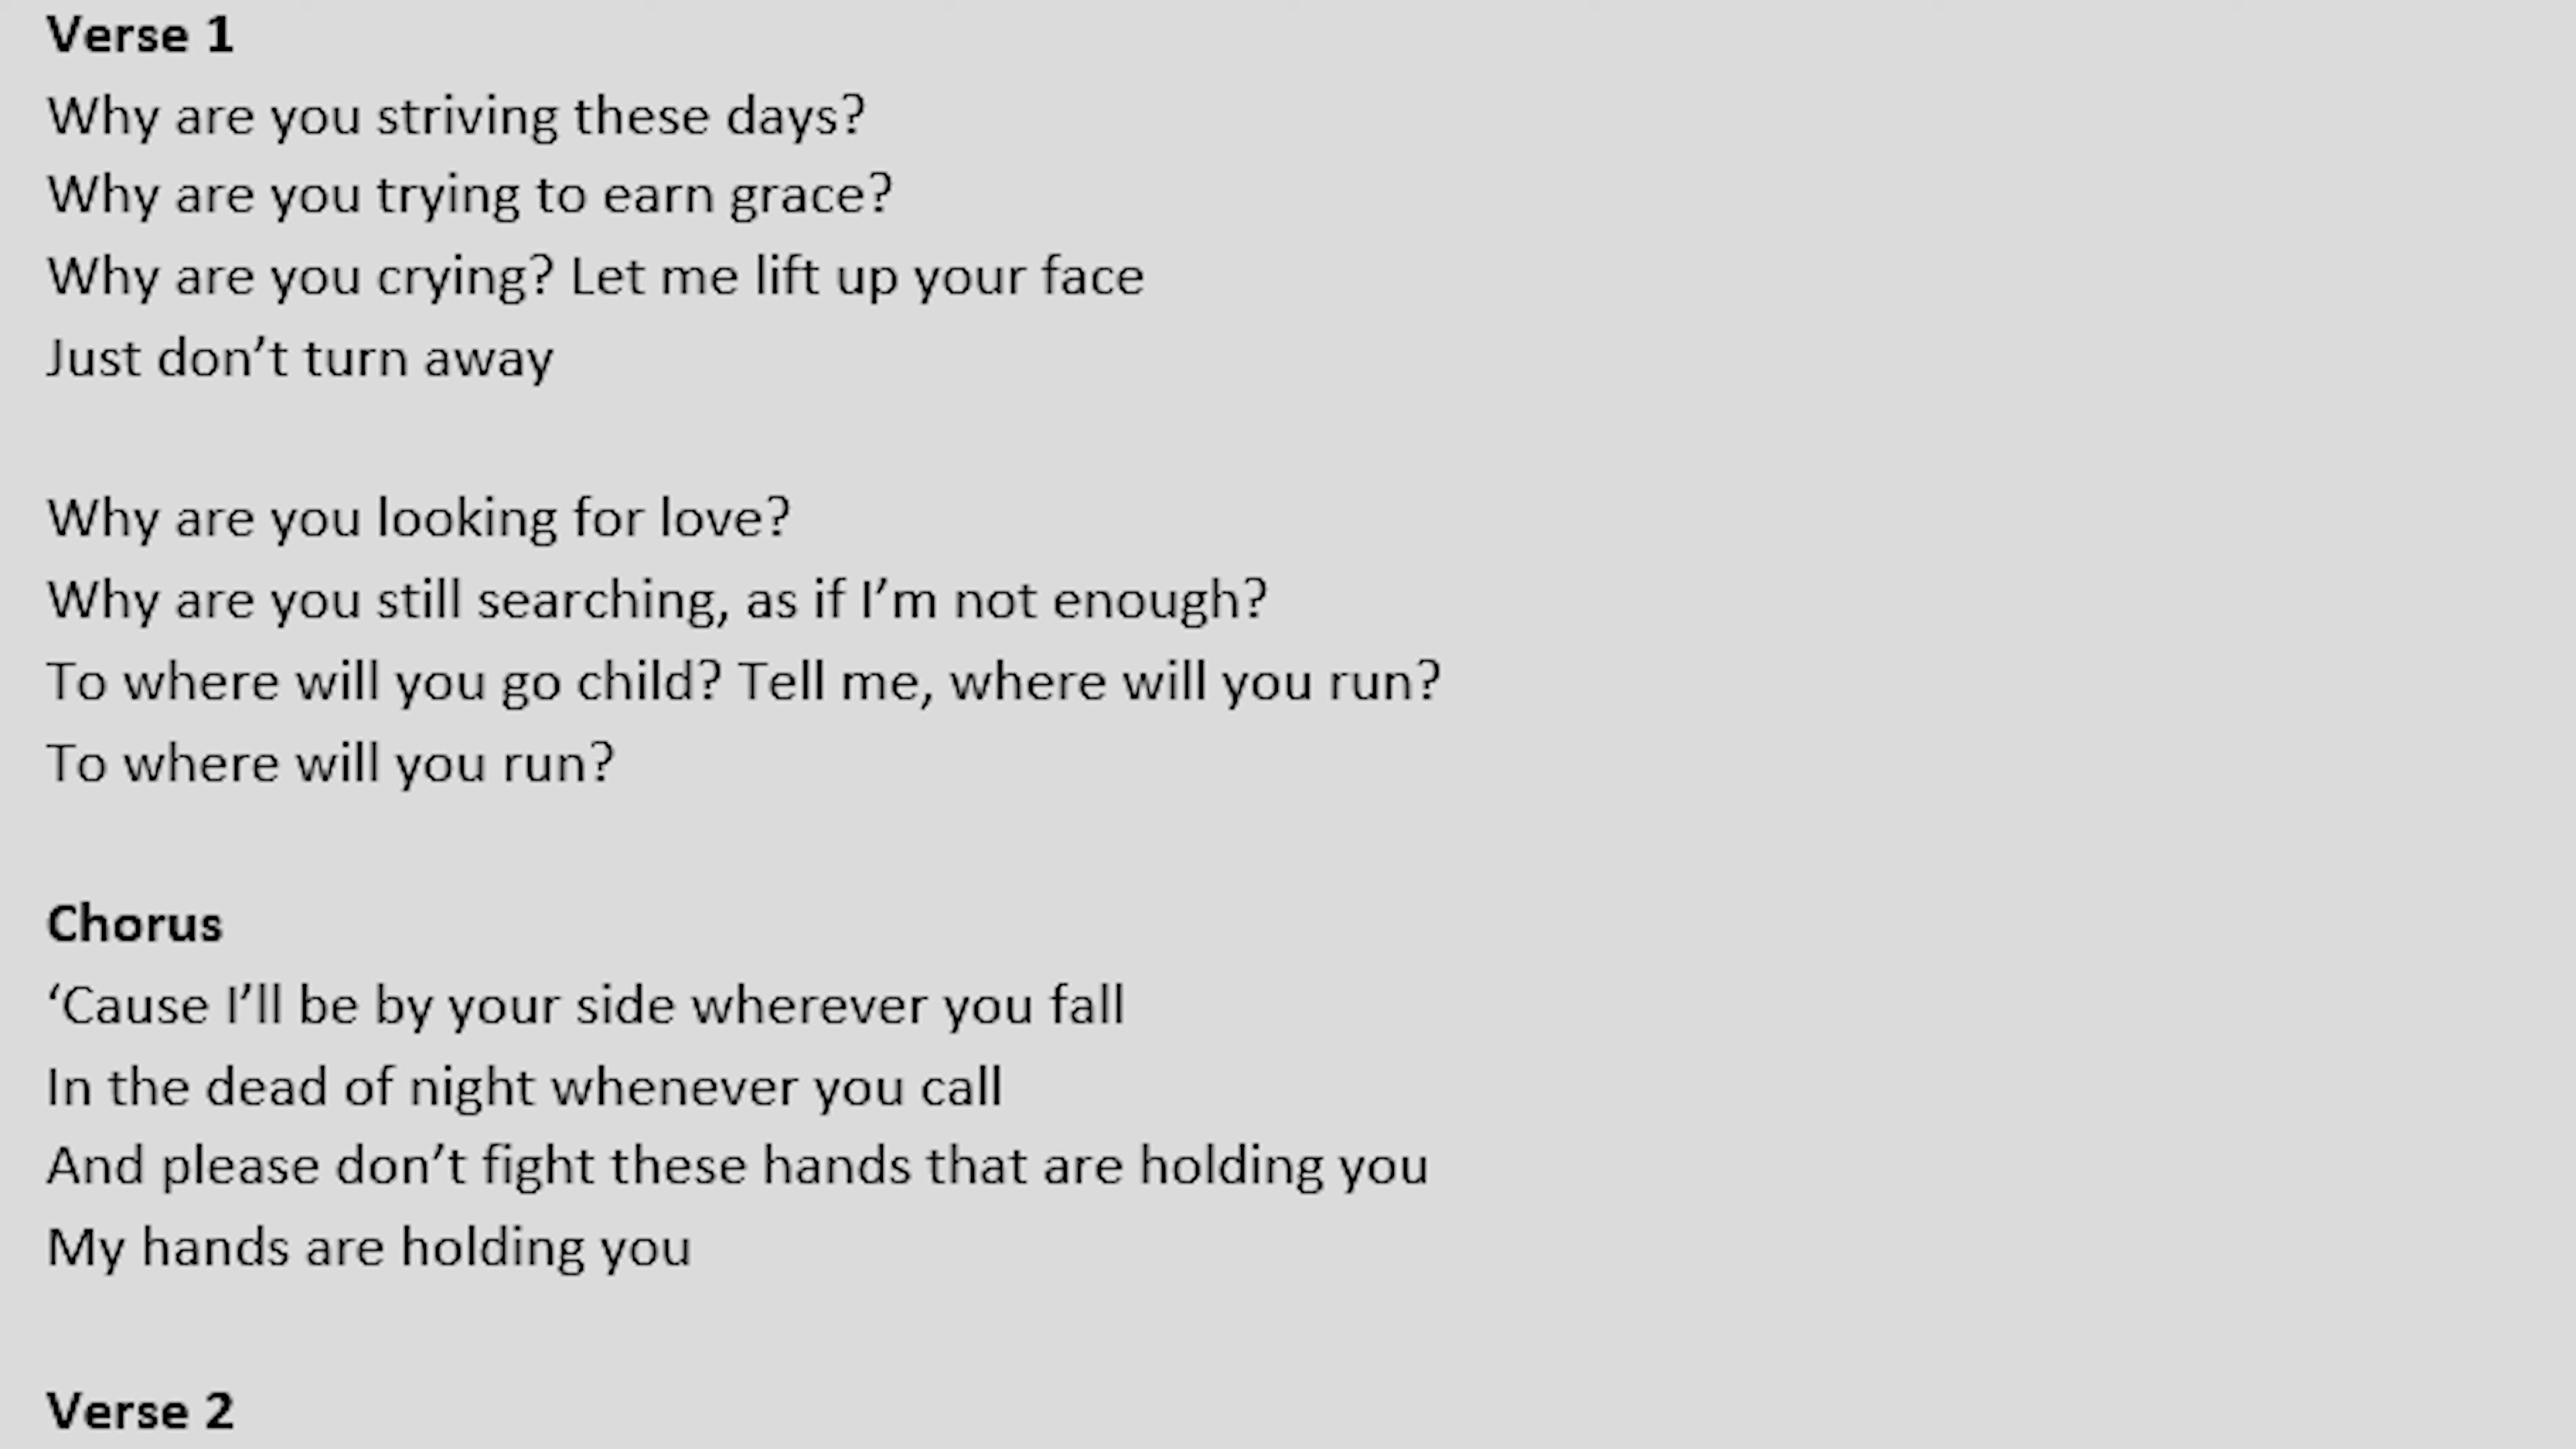 Verse 1
Why are you striving these days?
Why are you trying to earn grace?
Why are you crying? Let me lift up your face
Just don’t turn away
Why are you looking for love?
Why are you still searching, as if I’m not enough?
To where will you go child? Tell me, where will you run?
To where will you run?
Chorus
‘Cause I’ll be by your side wherever you fall
In the dead of night whenever you call
And please don’t fight these hands that are holding you
My hands are holding you
Verse 2